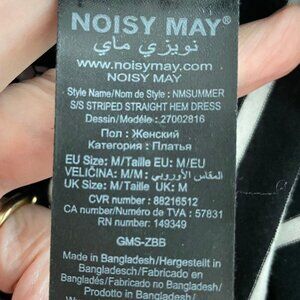 NOISY MAY®
نويزي ماي
www.noisymay.com
NOISY MAY
Style Name/Nom de Style : NMSUMMER
S/S STRIPED STRAIGHT HEM DRESS
Dessin/Modéle : 27002816
Пол : Женский
Категория : Платья
EU Size: M/Taille EU: M/EU
VELIČINA: M/M : المقاس الأوروبي
UK Size: M/Taille UK: M
CVR number : 88216512
CA number/Numéro de TVA : 57831
RN number : 149349
GMS-ZBB
Made in Bangladesh/Hergestellt in
Bangladesch/Fabricado en
Bangladés/Fabricado no
Prodotto in Bangladesh/